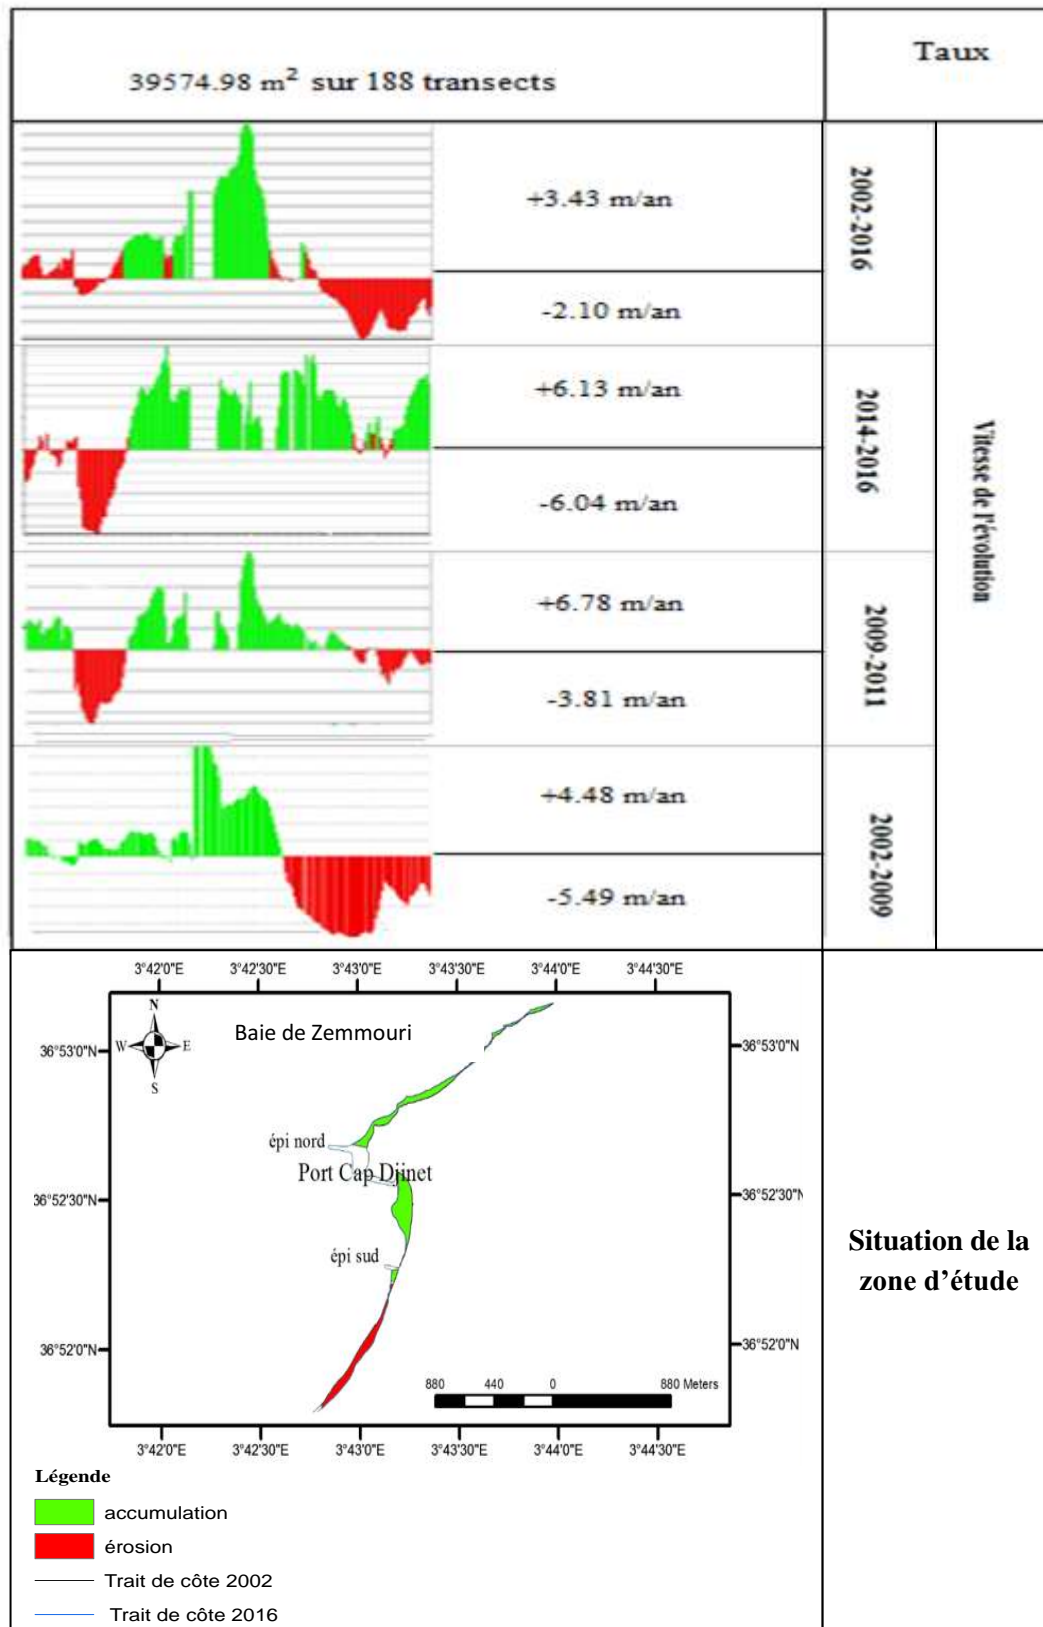 39574.98 m² sur 188 transects
Taux
+3.43 m/an
-2.10 m/an
2002-2016
+6.13 m/an
-6.04 m/an
2014-2016
+6.78 m/an
-3.81 m/an
2009-2011
+4.48 m/an
-5.49 m/an
2002-2009
Vitesse de l'évolution
3°42'0"E 3°42'30"E 3°43'0"E 3°43'30"E 3°44'0"E 3°44'30"E
N
W E
S
Baie de Zemmouri
36°53'0"N
36°53'0"N
épi nord
Port Cap Djinet
36°52'30"N
36°52'30"N
épi sud
36°52'0"N
36°52'0"N
880 440 0 880 Meters
3°42'0"E 3°42'30"E 3°43'0"E 3°43'30"E 3°44'0"E 3°44'30"E
Situation de la
zone d'étude
Légende
accumulation
érosion
Trait de côte 2002
Trait de côte 2016